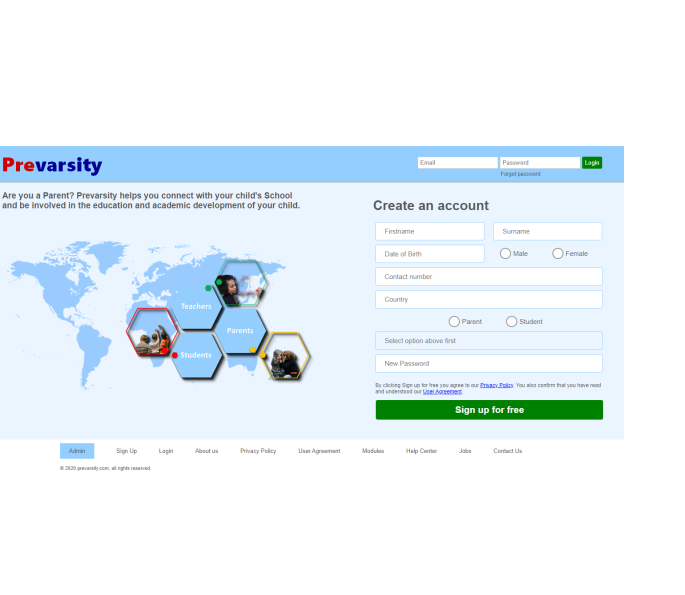 Prevarsity
Email
Password
Login
Forgot password
Are you a Parent? Prevarsity helps you connect with your child's School
and be involved in the education and academic development of your child.
Teachers
Parents
Students
Create an account
Firstname
Surname
Date of Birth
Male
Female
Contact number
Country
Parent
Student
Select option above first
New Password
By clicking Sign up for free you agree to our Privacy Policy. You also confirm that you have read
and understood our User Agreement
Sign up for free
Admin
Sign Up
Login
About us
Privacy Policy
User Agreement
Modules
Help Center
Jobs
Contact Us
© 2020 prevarsity.com, all rights reserved.